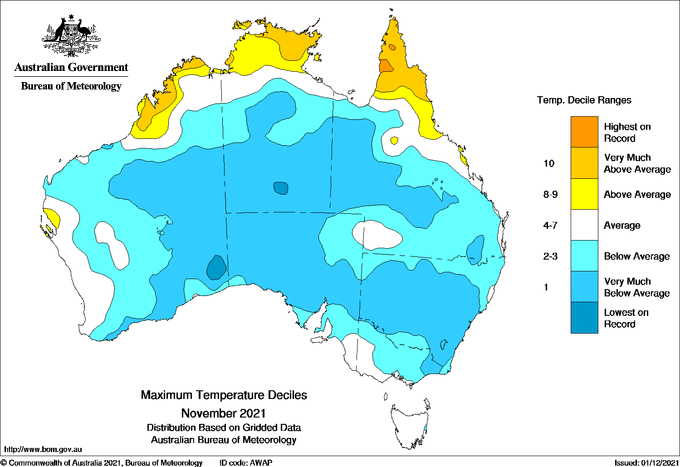 Australian Government
Bureau of Meteorology
Temp. Decile Ranges
Highest on
Record
10
Very Much
Above Average
8-9
Above Average
4-7
Average
2-3
Below Average
1
Very Much
Below Average
Lowest on
Record
Maximum Temperature Deciles
November 2021
Distribution Based on Gridded Data
Australian Bureau of Meteorology
http://www.bom.gov.au
© Commonwealth of Australia 2021, Bureau of Meteorology ID code: AWAP Issued: 01/12/2021